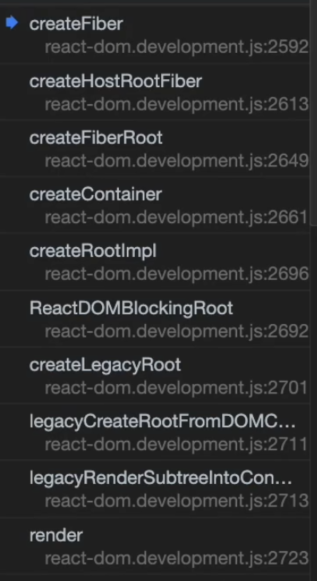 createFiber
react-dom.development.js:2592
createHostRootFiber
react-dom.development.js:2613
createFiberRoot
react-dom.development.js:2649
createContainer
react-dom.development.js:2661
createRootImpl
react-dom.development.js:2696
ReactDOMBlockingRoot
react-dom.development.js:2692
createLegacyRoot
react-dom.development.js:2701
legacyCreateRootFromDOMC...
react-dom.development.js:2711
legacyRenderSubtreeIntoCon...
react-dom.development.js:2713
render
react-dom.development.js:2723